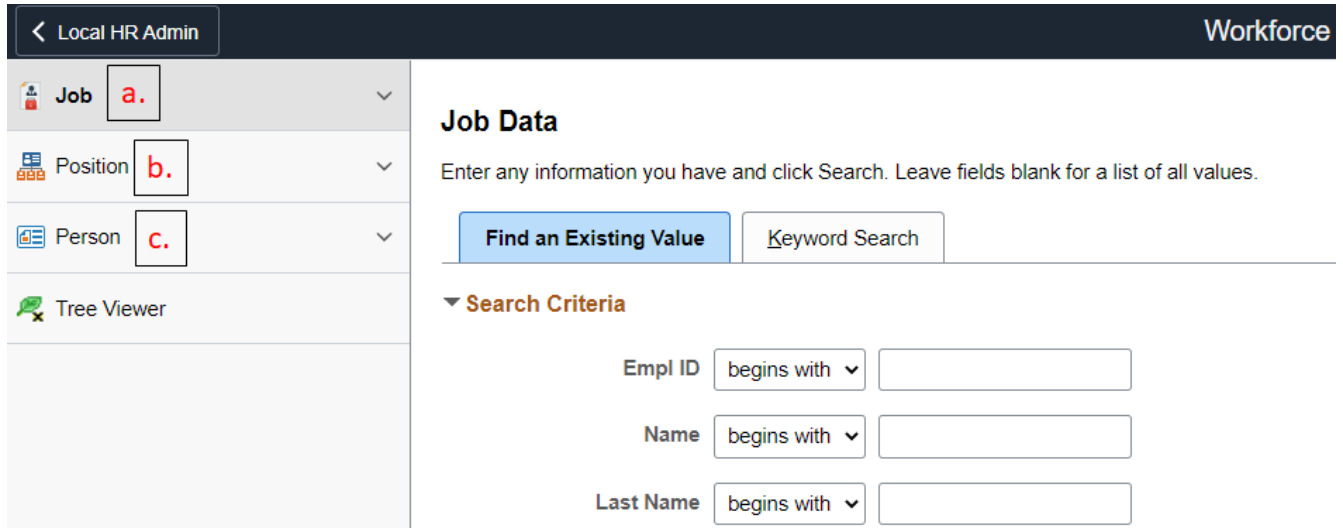 Local HR Admin
Workforce
Job a.
Position b.
Person c.
Tree Viewer
Job Data
Enter any information you have and click Search. Leave fields blank for a list of all values.
Find an Existing Value Keyword Search
Search Criteria
Empl ID begins with
Name begins with
Last Name begins with